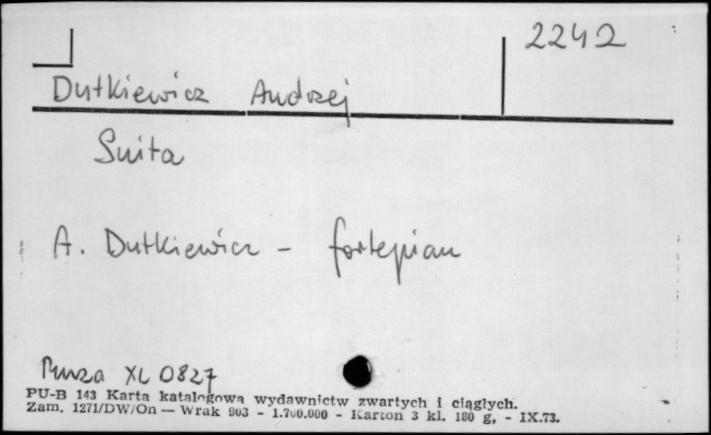 2242
Dutkiewicz Andrzej
Suita
A. Dutkiewicz - fortepian
Muza XL 0827
PU-B 143 Karta katalogowa wydawnictw zwartych i ciągłych.
Zam. 1271/DW/On — Wrak 903 - 1.700.000 - Karton 3 kl. 180 g, - IX.73.